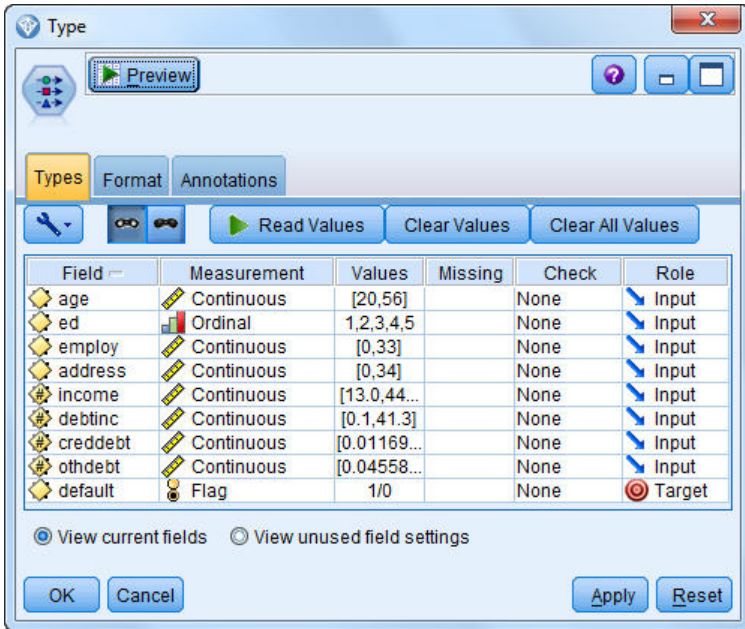 Type
Preview
Types Format Annotations
Read Values Clear Values Clear All Values
Field Measurement Values Missing Check Role
age Continuous [20,56] None Input
ed Ordinal 1,2,3,4,5 None Input
employ Continuous [0,33] None Input
address Continuous [0,34] None Input
income Continuous [13.0,44... None Input
debtinc Continuous [0.1,41.3] None Input
creddebt Continuous [0.01169... None Input
othdebt Continuous [0.04558... None Input
default Flag 1/0 None Target
View current fields View unused field settings
OK Cancel Apply Reset